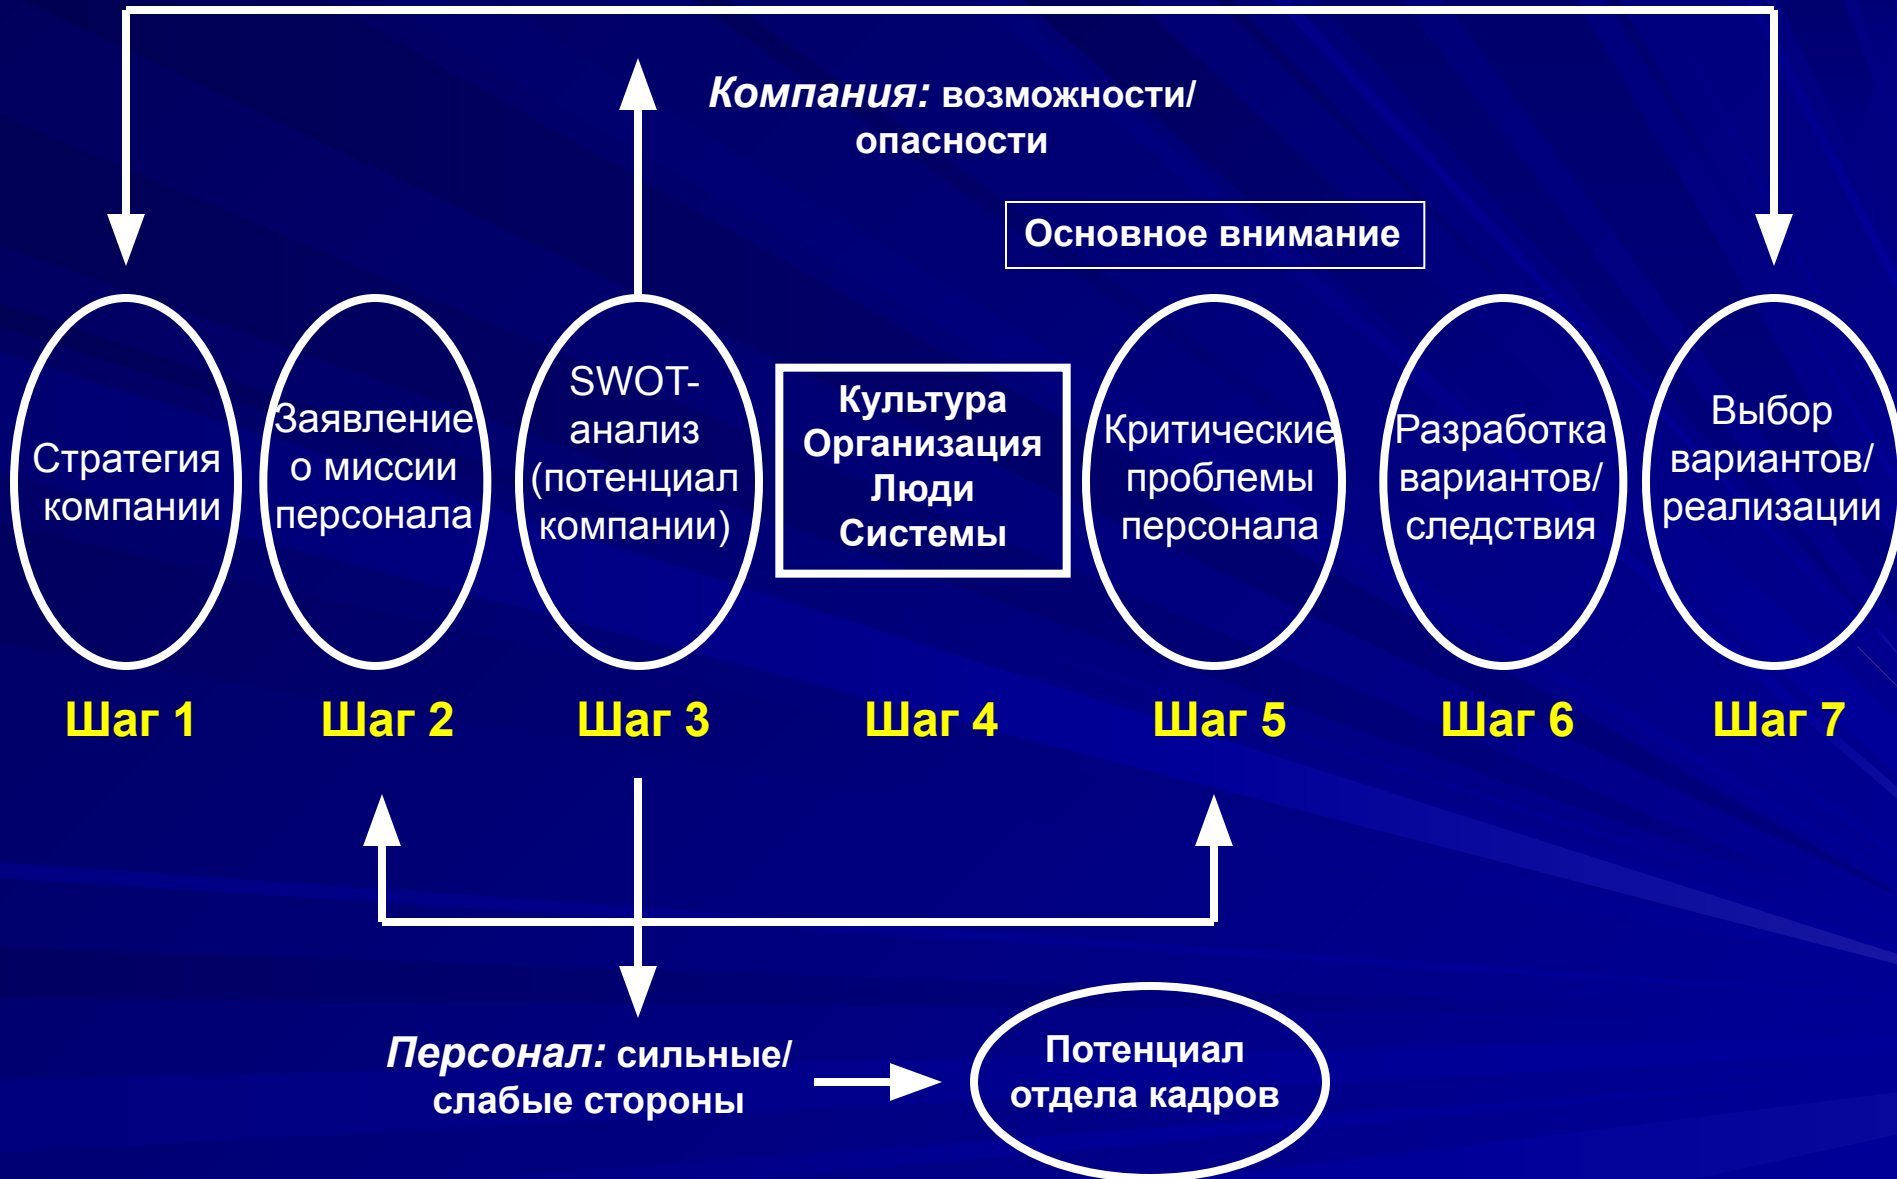 Компания: возможности/
опасности
Основное внимание
Стратегия
компании
Заявление
о миссии
персонала
SWOT-
анализ
(потенциал
компании)
Культура
Организация
Люди
Системы
Критические
проблемы
персонала
Разработка
вариантов/
следствия
Выбор
вариантов/
реализации
Шаг 1
Шаг 2
Шаг 3
Шаг 4
Шаг 5
Шаг 6
Шаг 7
Персонал: сильные/
слабые стороны
Потенциал
отдела кадров